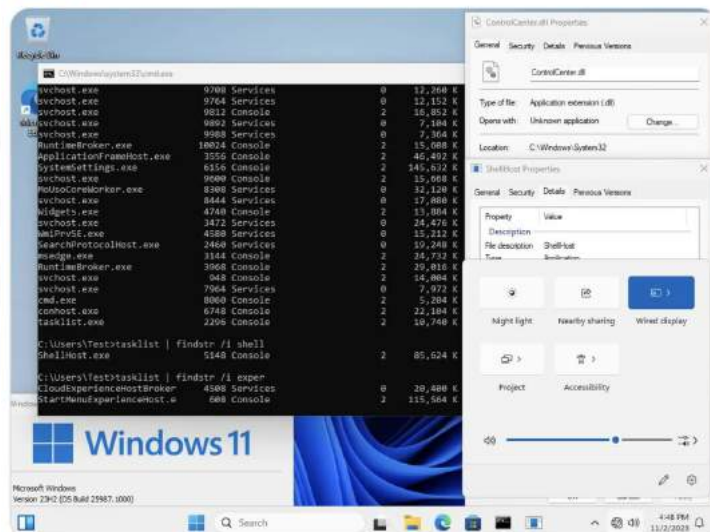 Recycle Bin
C:\Windows\system32\cmd.exe
svchost.exe 9708 Services 0 12,260 K
svchost.exe 9764 Services 0 12,152 K
svchost.exe 9812 Console 2 16,852 K
svchost.exe 9892 Services 0 7,104 K
svchost.exe 9988 Services 0 7,364 K
RuntimeBroker.exe 10024 Console 2 15,008 K
ApplicationFrameHost.exe 3556 Console 2 46,492 K
SystemSettings.exe 6156 Console 2 145,632 K
svchost.exe 9600 Console 2 15,668 K
MoUsoCoreWorker.exe 8308 Services 0 32,120 K
svchost.exe 8444 Services 0 17,080 K
Widgets.exe 4740 Console 2 13,884 K
svchost.exe 3472 Services 0 24,476 K
WmiPrvSE.exe 4580 Services 0 15,212 K
SearchProtocolHost.exe 2460 Services 0 19,248 K
msedge.exe 3144 Console 2 24,732 K
RuntimeBroker.exe 3968 Console 2 29,016 K
svchost.exe 948 Console 2 14,004 K
svchost.exe 7964 Services 0 7,972 K
cmd.exe 8060 Console 2 5,204 K
conhost.exe 6748 Console 2 22,104 K
tasklist.exe 2296 Console 2 10,740 K
C:\Users\Test>tasklist | findstr /i shell
ShellHost.exe 5148 Console 2 85,624 K
C:\Users\Test>tasklist | findstr /i exper
CloudExperienceHostBroker 4508 Services 0 20,400 K
StartMenuExperienceHost.e 608 Console 2 115,564 K
ControlCenter.dll Properties
General Security Details Previous Versions
ControlCenter.dll
Type of file: Application extension (.dll)
Opens with: Unknown application Change...
Location: C:\Windows\System32
ShellHost Properties
General Security Details Previous Versions
Property Value
Description
File description ShellHost
Type Application
Night light Nearby sharing Wired display
Project Accessibility
Windows 11
Microsoft Windows
Version 23H2 (OS Build 25987.1000)
Search
4:48 PM
11/2/2023